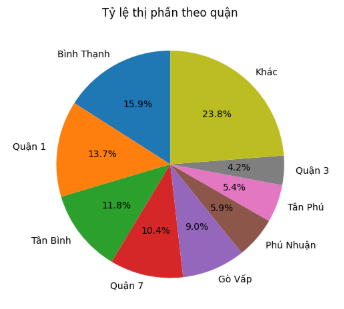 Tỷ lệ thị phần theo quận
Bình Thạnh
15.9%
Quận 1
13.7%
Tân Bình
11.8%
Quận 7
10.4%
Gò Vấp
9.0%
Phú Nhuận
5.9%
Tân Phú
5.4%
Quận 3
4.2%
Khác
23.8%